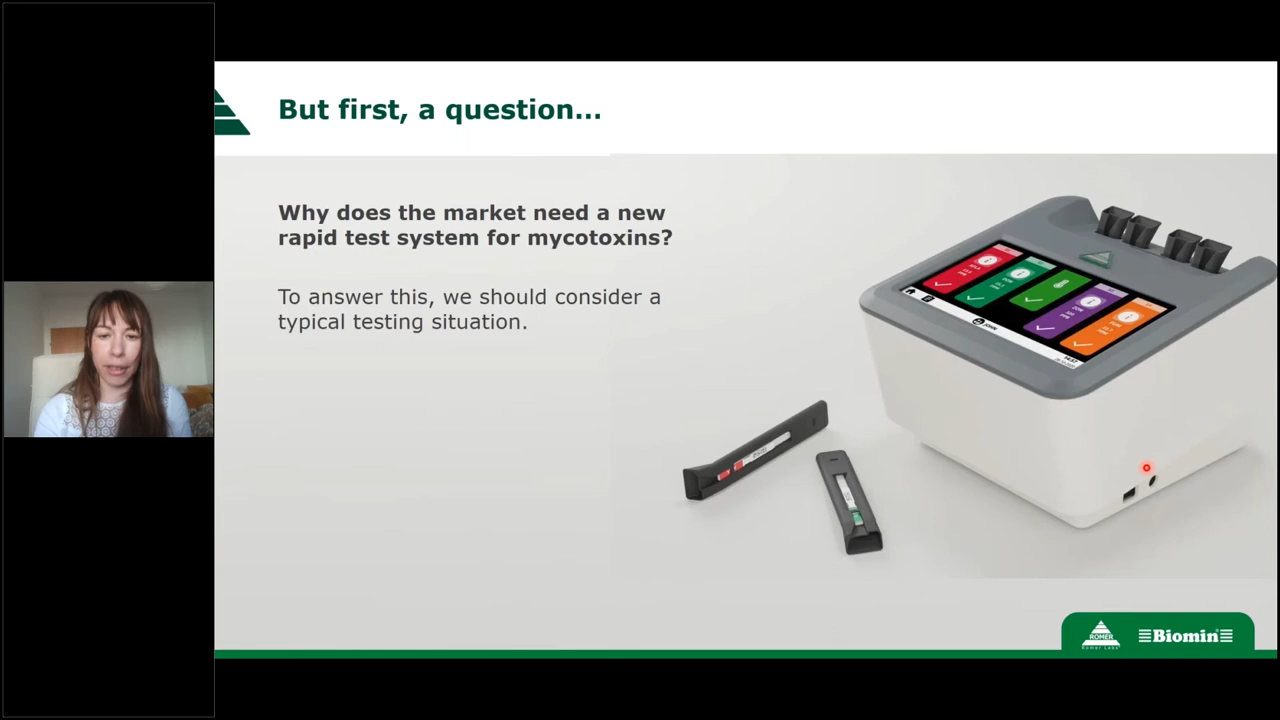 But first, a question...
Why does the market need a new
rapid test system for mycotoxins?
To answer this, we should consider a
typical testing situation.
JOHN
ROMER
Romer Labs
Biomin